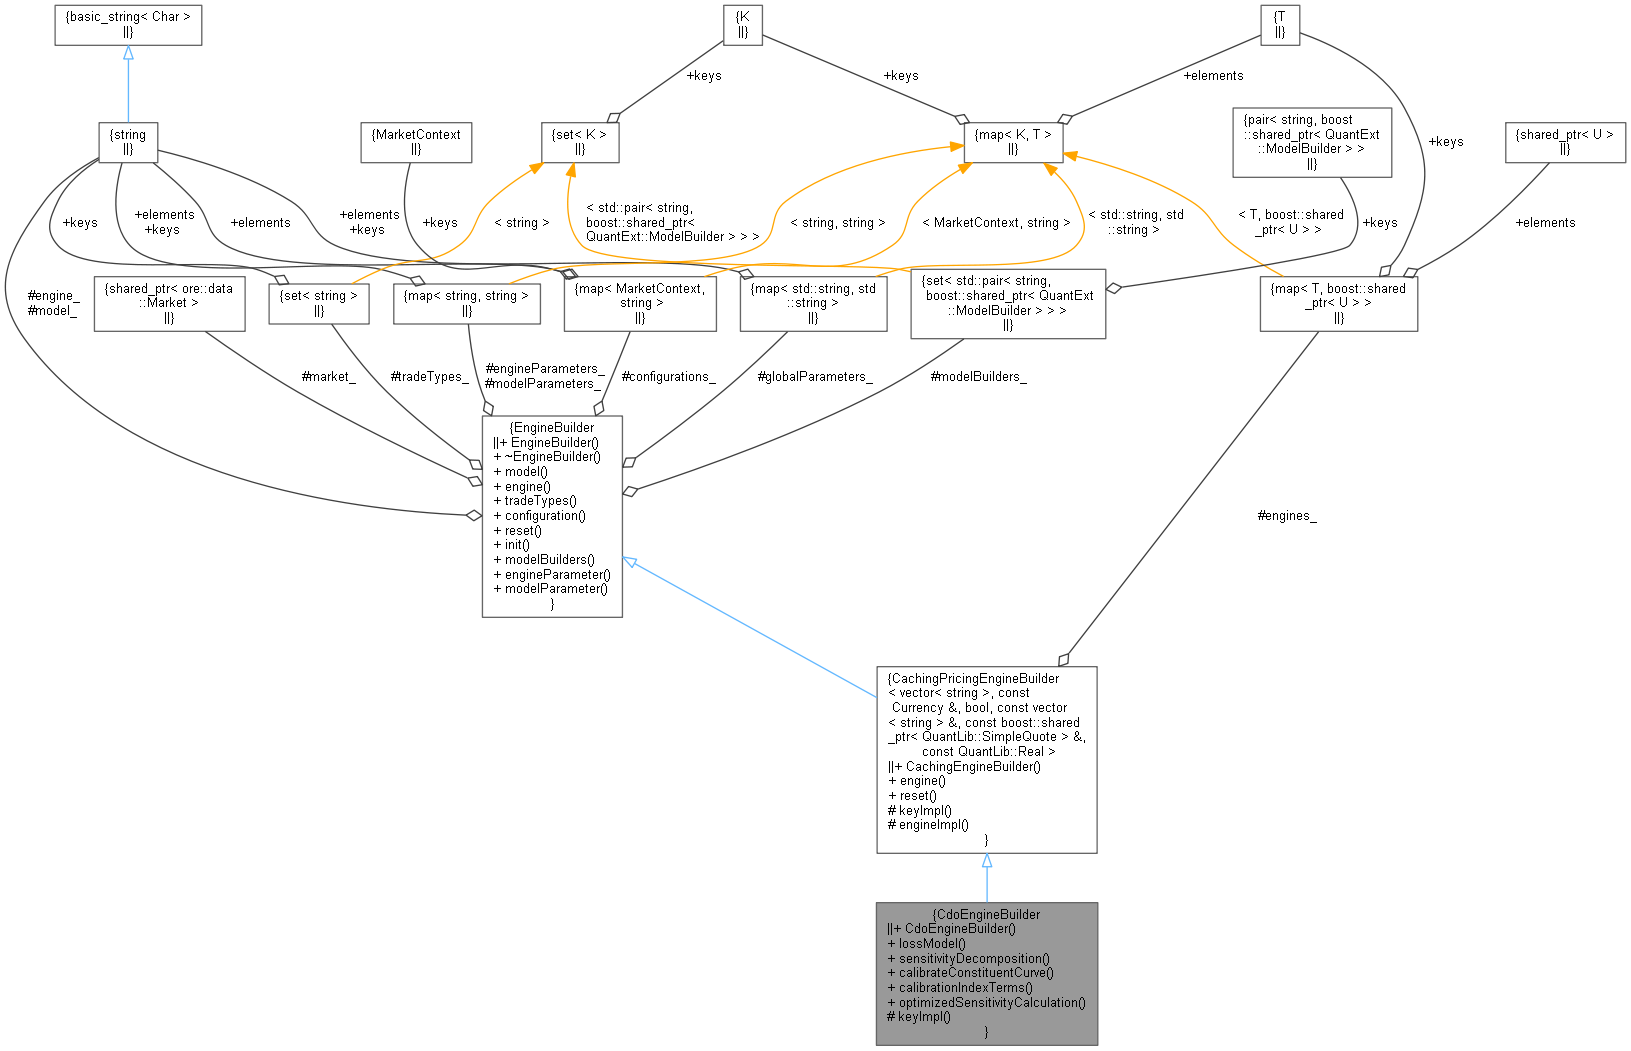 {basic_string< Char >
||}
{K
||}
{T
||}
+keys
+keys
+elements
{string
||}
{MarketContext
||}
{set< K >
||}
{map< K, T >
||}
{pair< string, boost
::shared_ptr< QuantExt
::ModelBuilder > >
||}
+keys
{shared_ptr< U >
||}
+keys
+elements
+keys
+elements
+elements
+keys
+keys
< string >
< std::pair< string,
boost::shared_ptr<
QuantExt::ModelBuilder > > >
< string, string >
< MarketContext, string >
< std::string, std
::string >
< T, boost::shared
_ptr< U > >
+keys
+elements
#engine_
#model_
{shared_ptr< ore::data
::Market >
||}
{set< string >
||}
{map< string, string >
||}
{map< MarketContext,
string >
||}
{map< std::string, std
::string >
||}
{set< std::pair< string,
boost::shared_ptr< QuantExt
::ModelBuilder > > >
||}
{map< T, boost::shared
_ptr< U > >
||}
#market_
#tradeTypes_
#engineParameters_
#modelParameters_
#configurations_
#globalParameters_
#modelBuilders_
{EngineBuilder
||+ EngineBuilder()
+ ~EngineBuilder()
+ model()
+ engine()
+ tradeTypes()
+ configuration()
+ reset()
+ init()
+ modelBuilders()
+ engineParameter()
+ modelParameter()
}
#engines_
{CachingPricingEngineBuilder
< vector< string >, const
Currency &, bool, const vector
< string > &, const boost::shared
_ptr< QuantLib::SimpleQuote > &,
const QuantLib::Real >
||+ CachingEngineBuilder()
+ engine()
+ reset()
# keyImpl()
# engineImpl()
}
{CdoEngineBuilder
||+ CdoEngineBuilder()
+ lossModel()
+ sensitivityDecomposition()
+ calibrateConstituentCurve()
+ calibrationIndexTerms()
+ optimizedSensitivityCalculation()
# keyImpl()
}